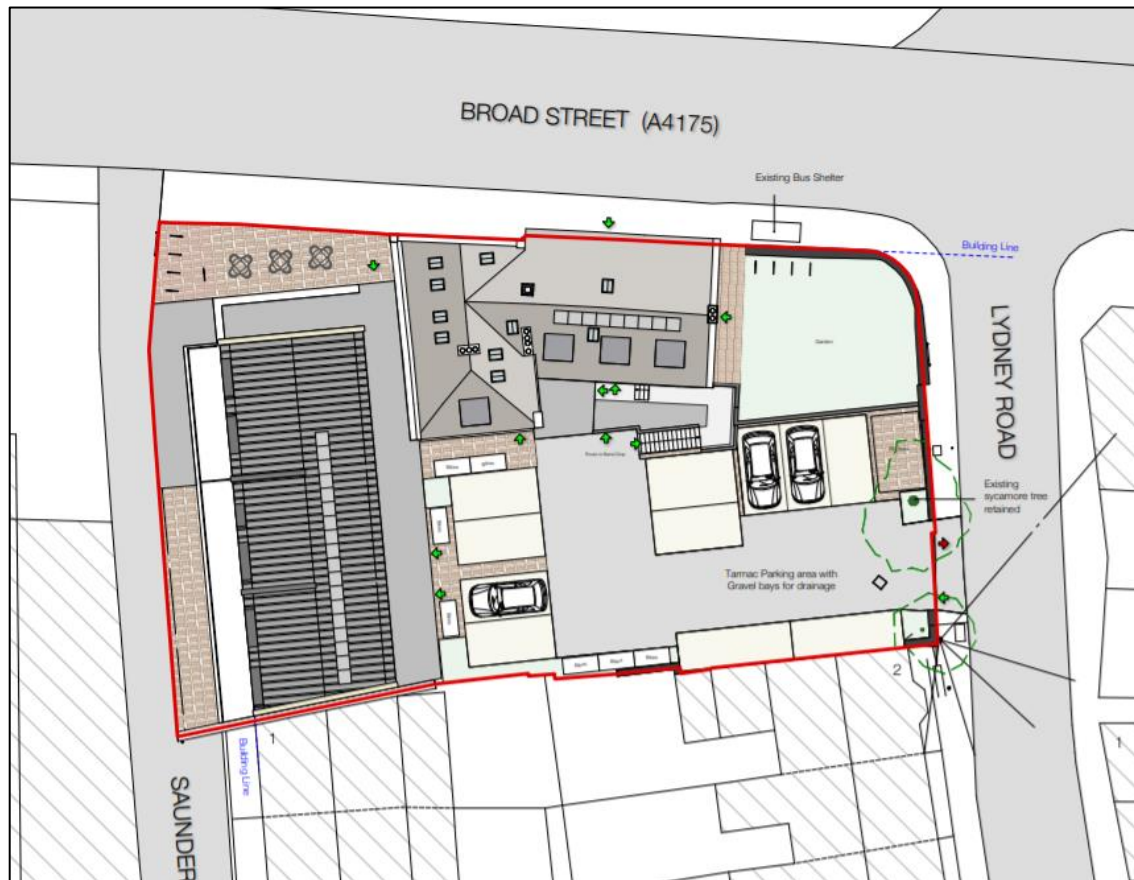 BROAD STREET (A4175)
Existing Bus Shelter
Building Line
LYDNEY ROAD
Garden
Existing
sycamore tree
retained
Tarmac Parking area with
Gravel bays for drainage
2
1
1
Building Line
SAUNDER